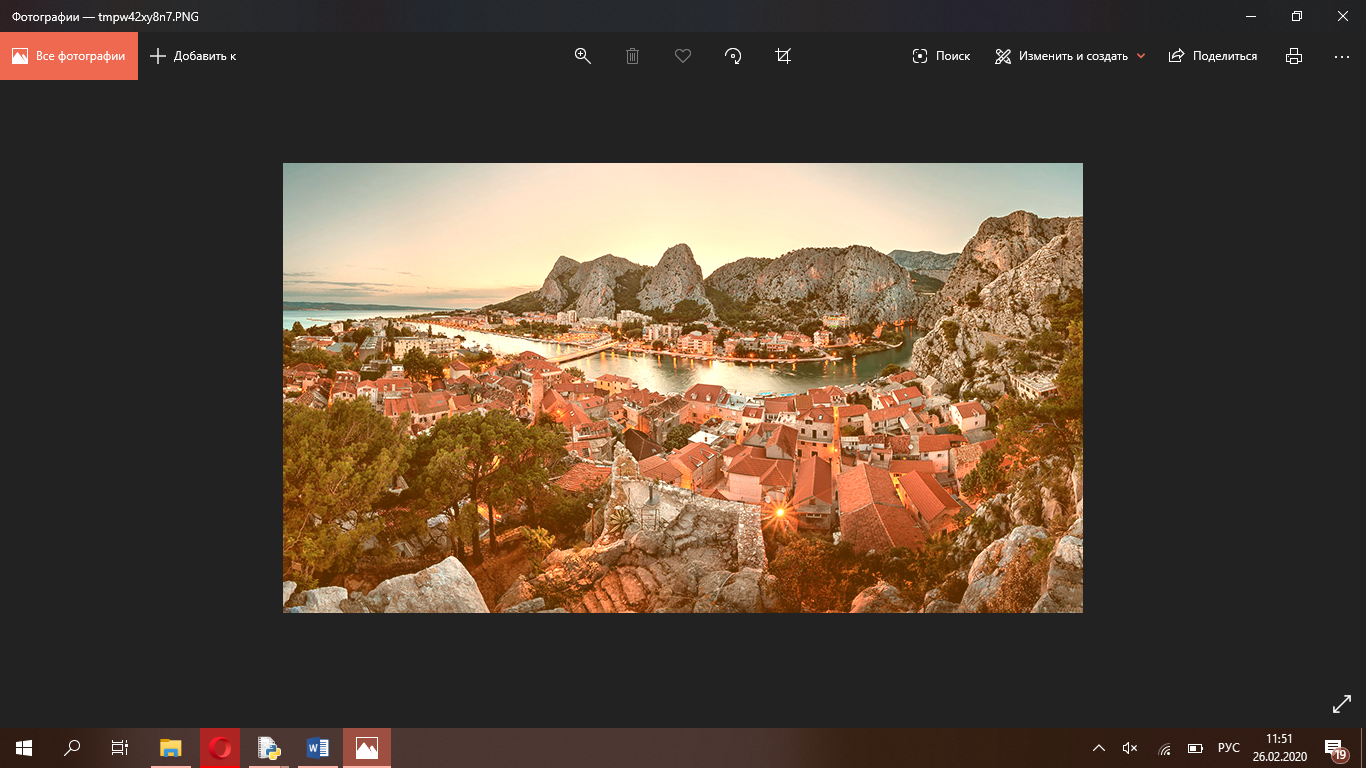 Фотографии — tmpw42xy8n7.PNG
Все фотографии
Добавить к
Поиск
Изменить и создать
Поделиться
W
РУС
11:51
26.02.2020
19